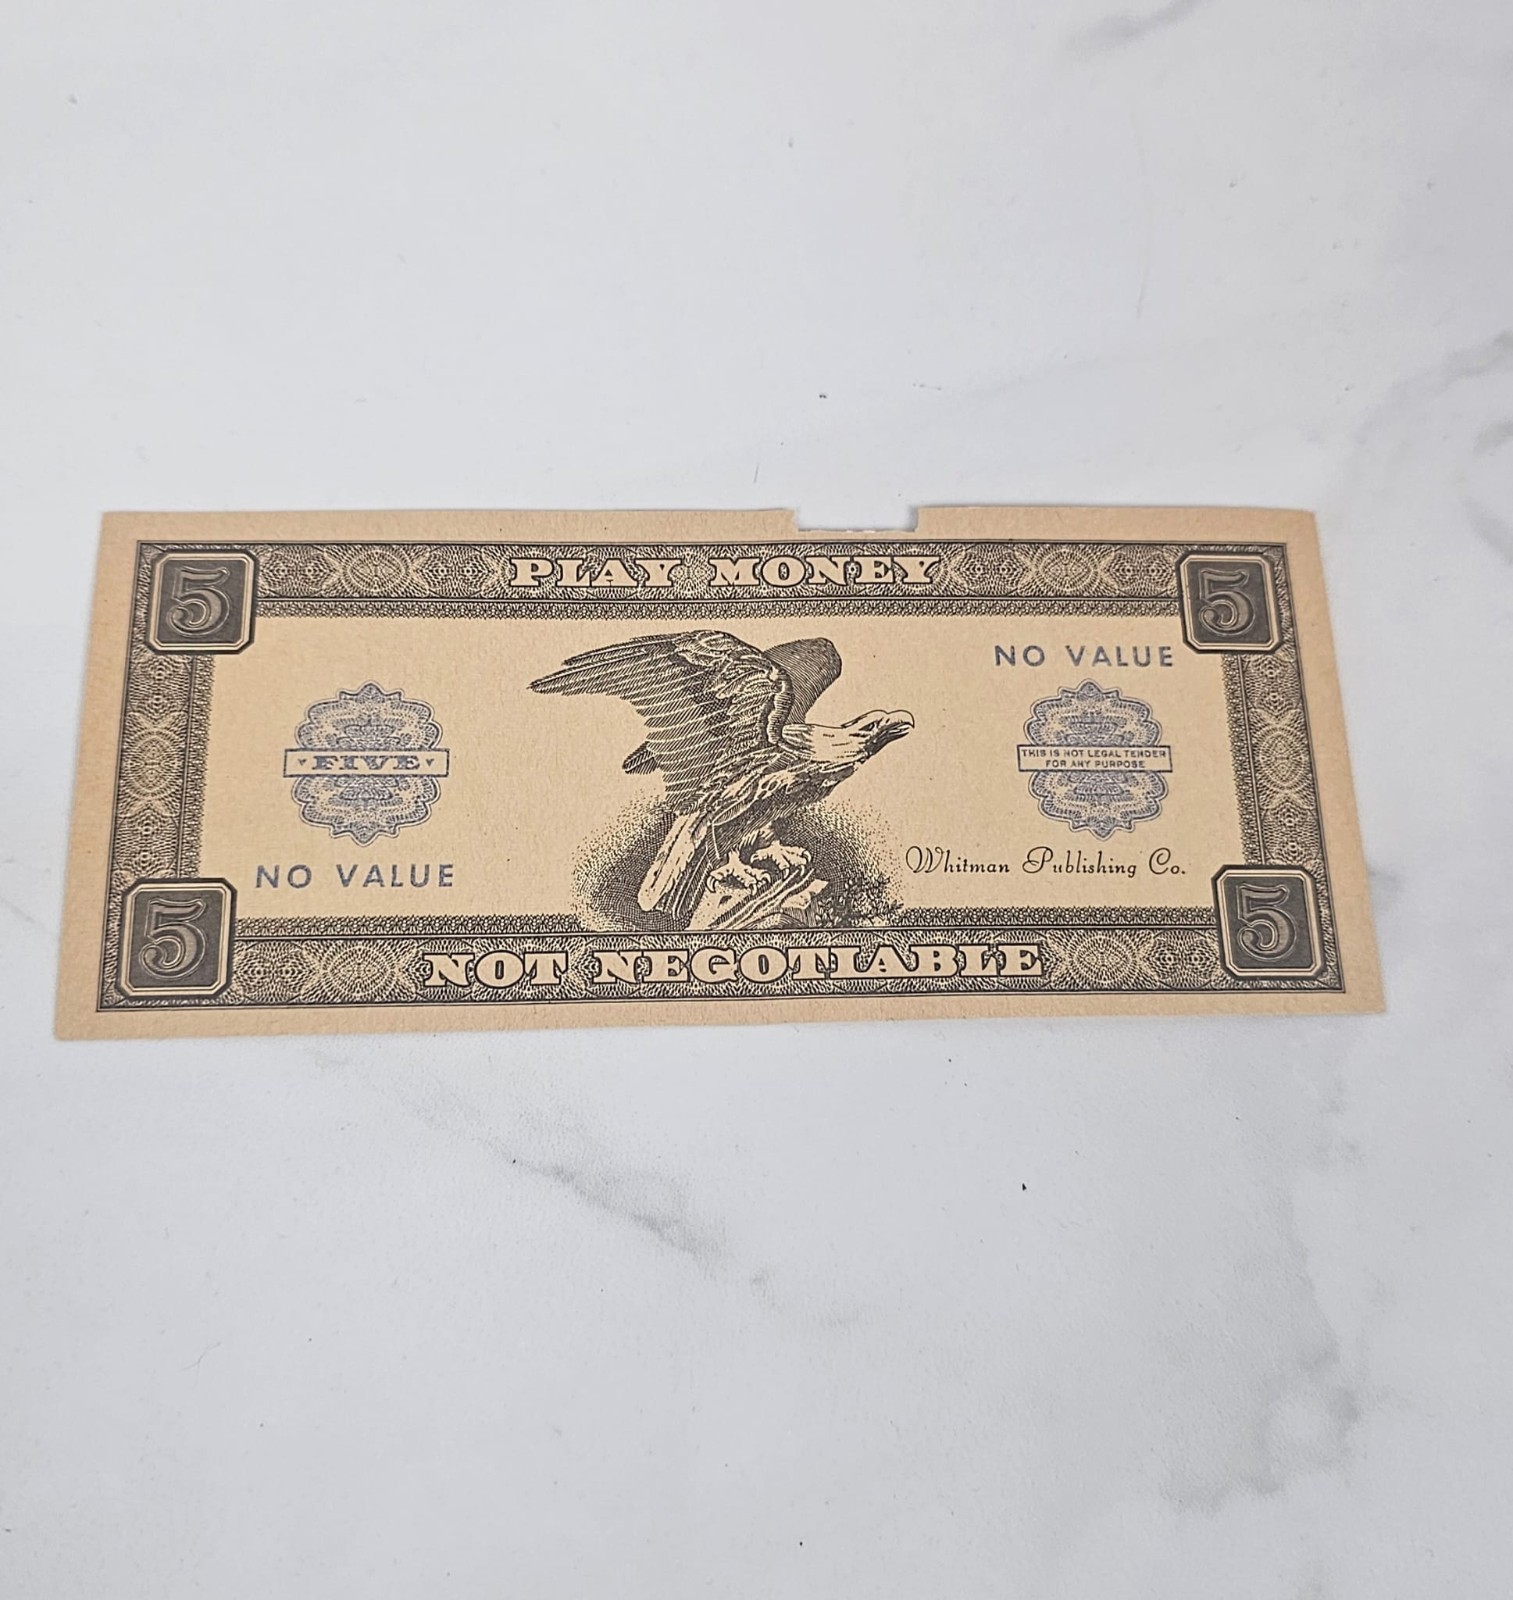 5 PLAY MONEY 5
NO VALUE
FIVE
THIS IS NOT LEGAL TENDER
FOR ANY PURPOSE
NO VALUE
Whitman Publishing Co.
5 NOT NEGOTIABLE 5